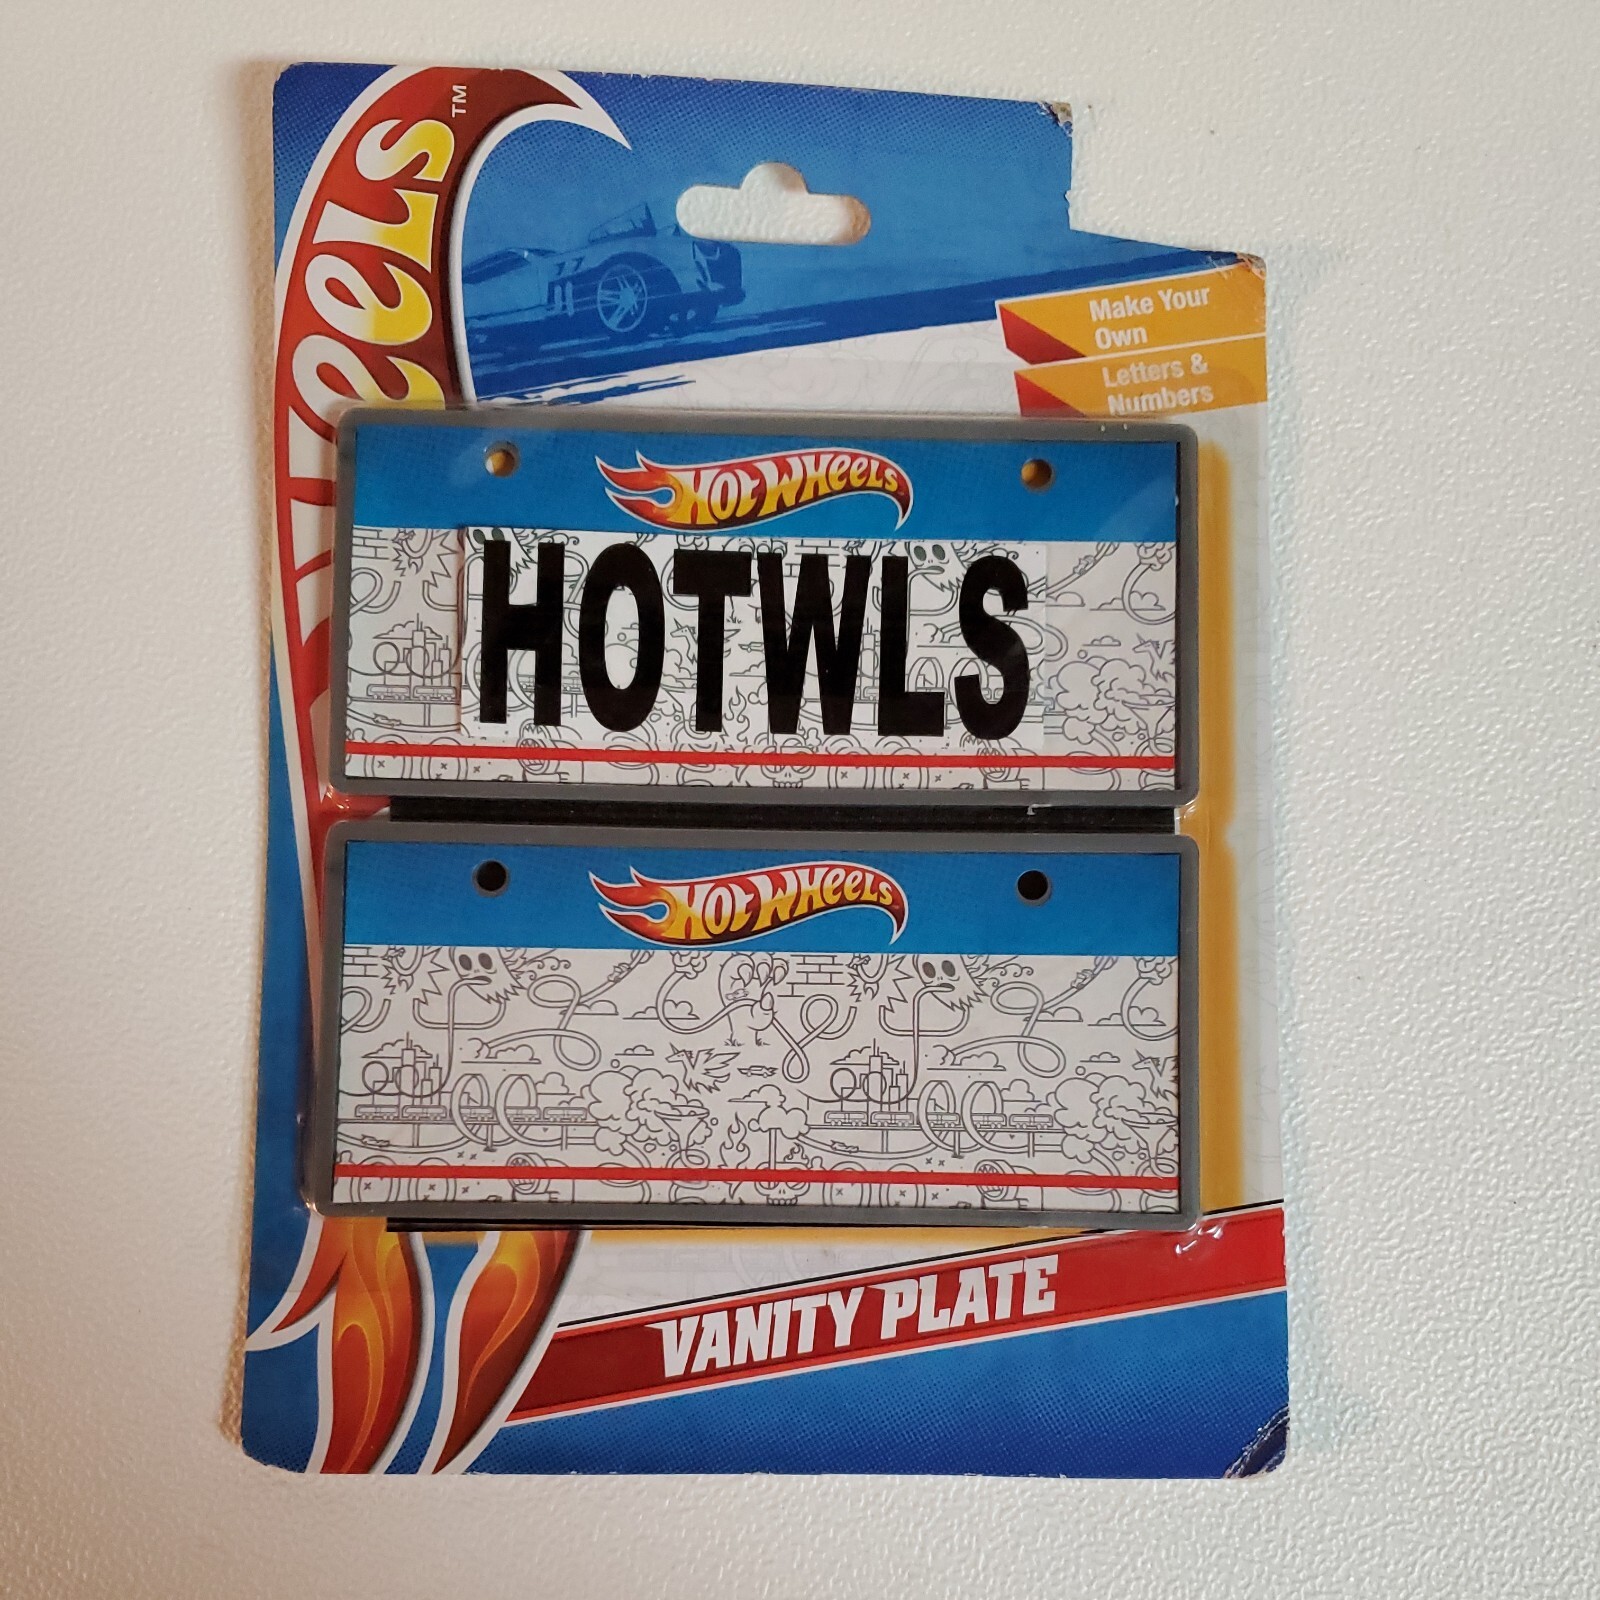 Wheels™
Make Your
Own
Letters &
Numbers
Hot Wheels
HOTWLS
Hot Wheels
VANITY PLATE